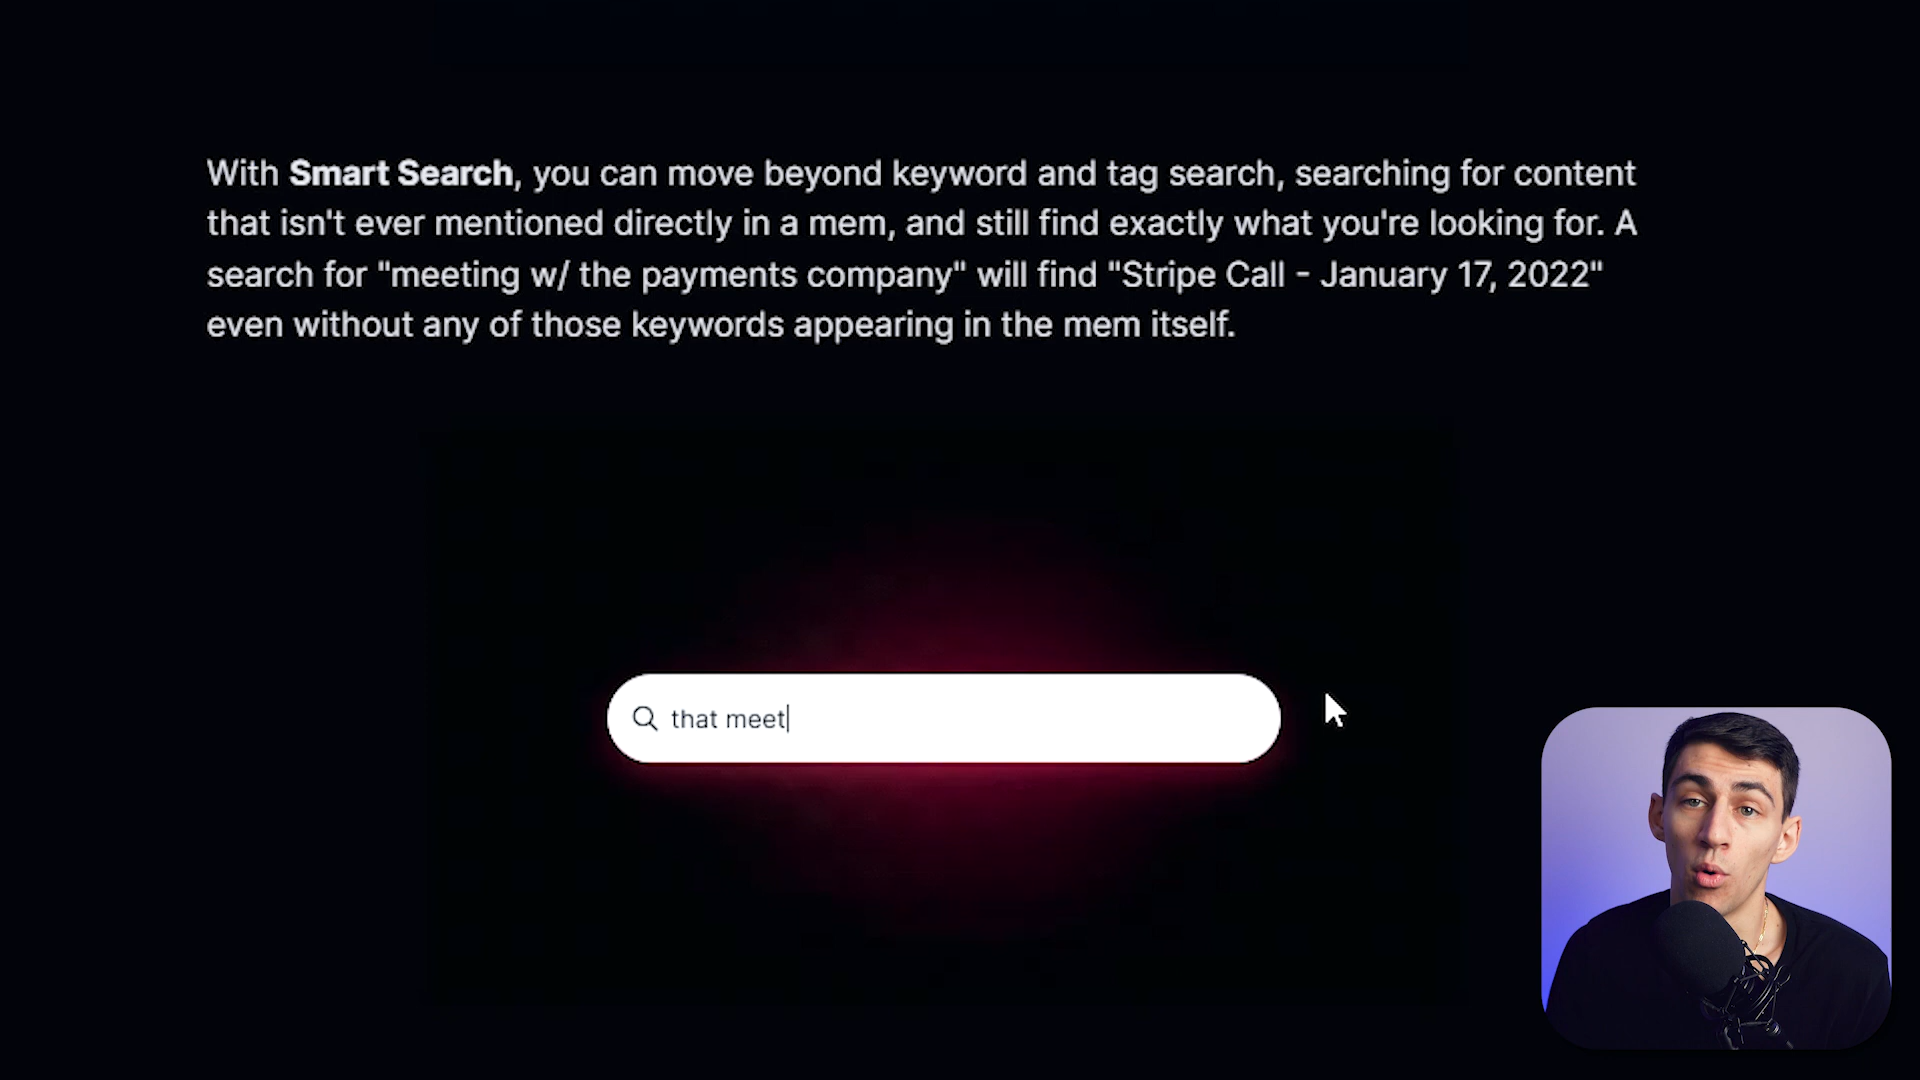 With Smart Search, you can move beyond keyword and tag search, searching for content
that isn't ever mentioned directly in a mem, and still find exactly what you're looking for. A
search for "meeting w/ the payments company" will find "Stripe Call - January 17, 2022"
even without any of those keywords appearing in the mem itself.
that meet